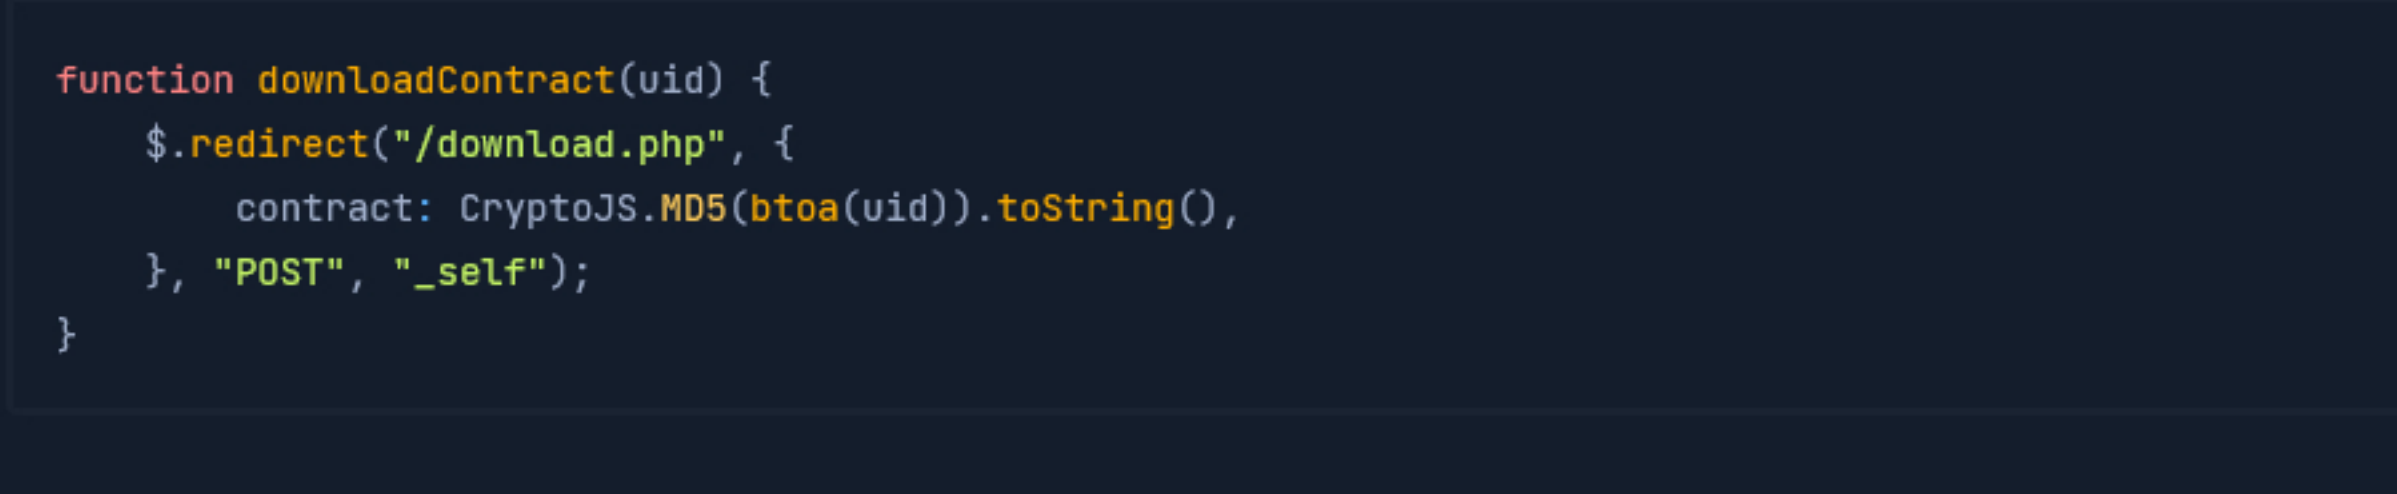 function downloadContract(uid) {
    $.redirect("/download.php", {
        contract: CryptoJS.MD5(btoa(uid)).toString(),
    }, "POST", "_self");
}